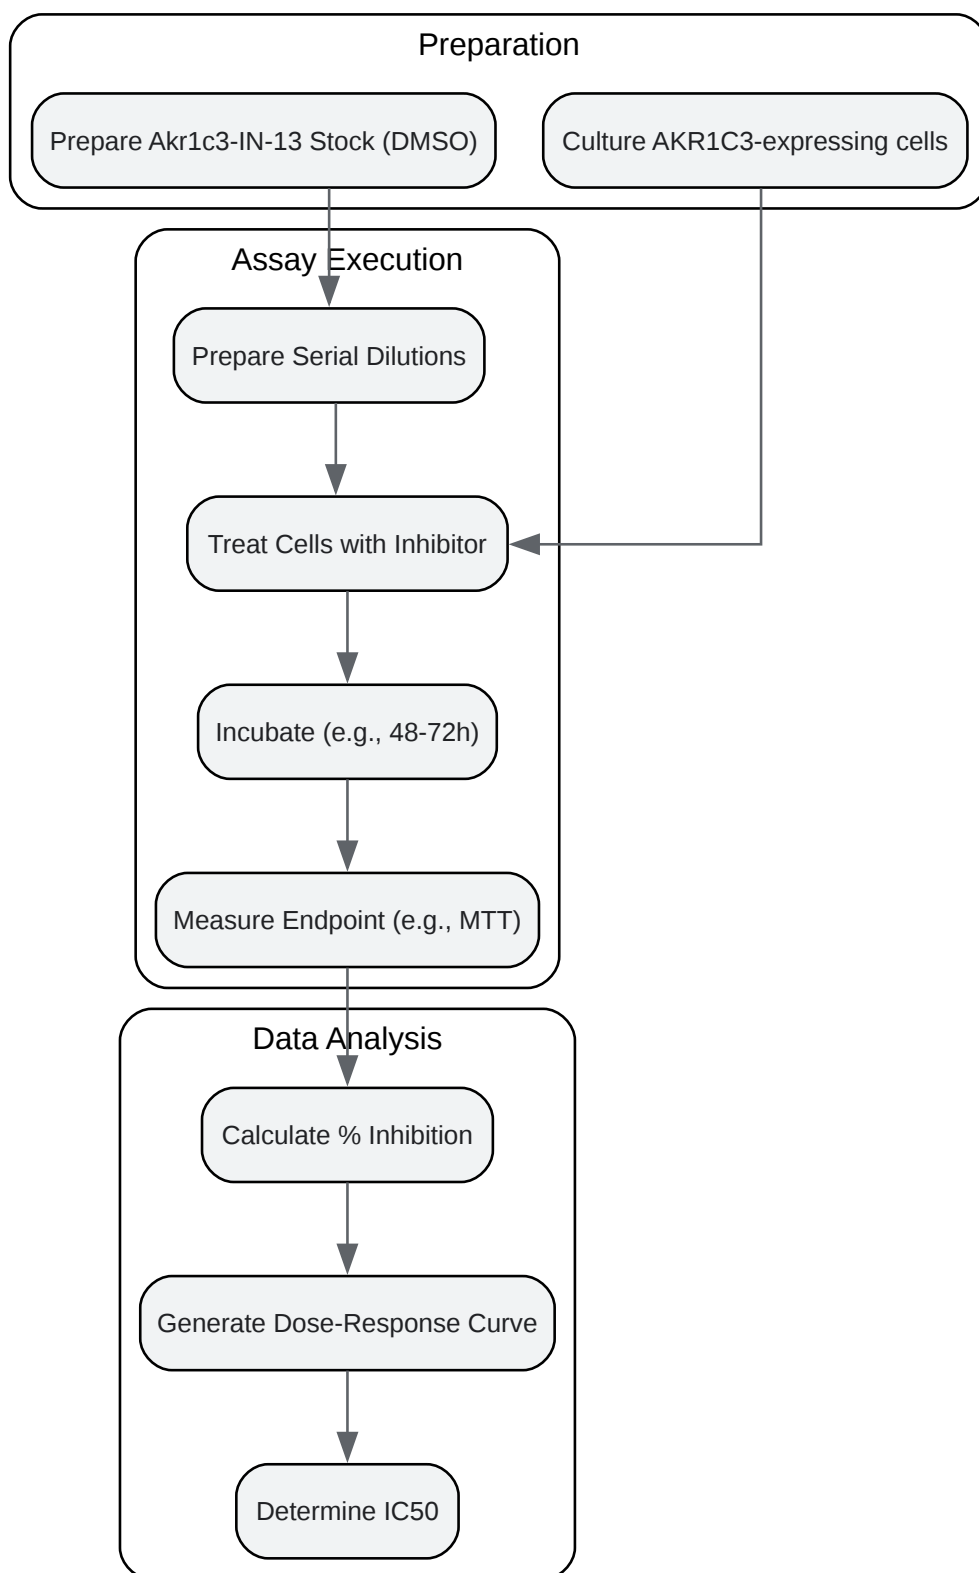 Preparation
Prepare Akr1c3-IN-13 Stock (DMSO)
Culture AKR1C3-expressing cells
Assay Execution
Prepare Serial Dilutions
Treat Cells with Inhibitor
Incubate (e.g., 48-72h)
Measure Endpoint (e.g., MTT)
Data Analysis
Calculate % Inhibition
Generate Dose-Response Curve
Determine IC50